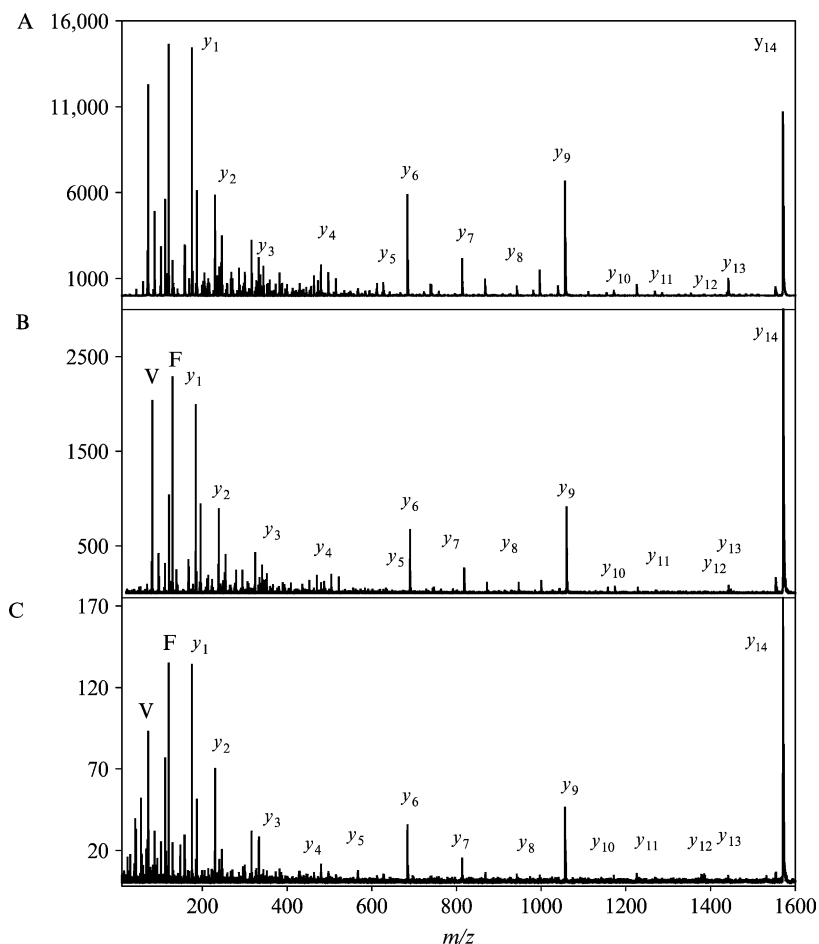 A
16,000
11,000
6000
1000
y1
y2
y3
y4
y5
y6
y7
y8
y9
y10
y11
y12
y13
y14
B
2500
1500
500
V
F
y1
y2
y3
y4
y5
y6
y7
y8
y9
y10
y11
y12
y13
y14
C
170
120
70
20
V
F
y1
y2
y3
y4
y5
y6
y7
y8
y9
y10
y11
y12
y13
y14
200 400 600 800 1000 1200 1400 1600
m/z